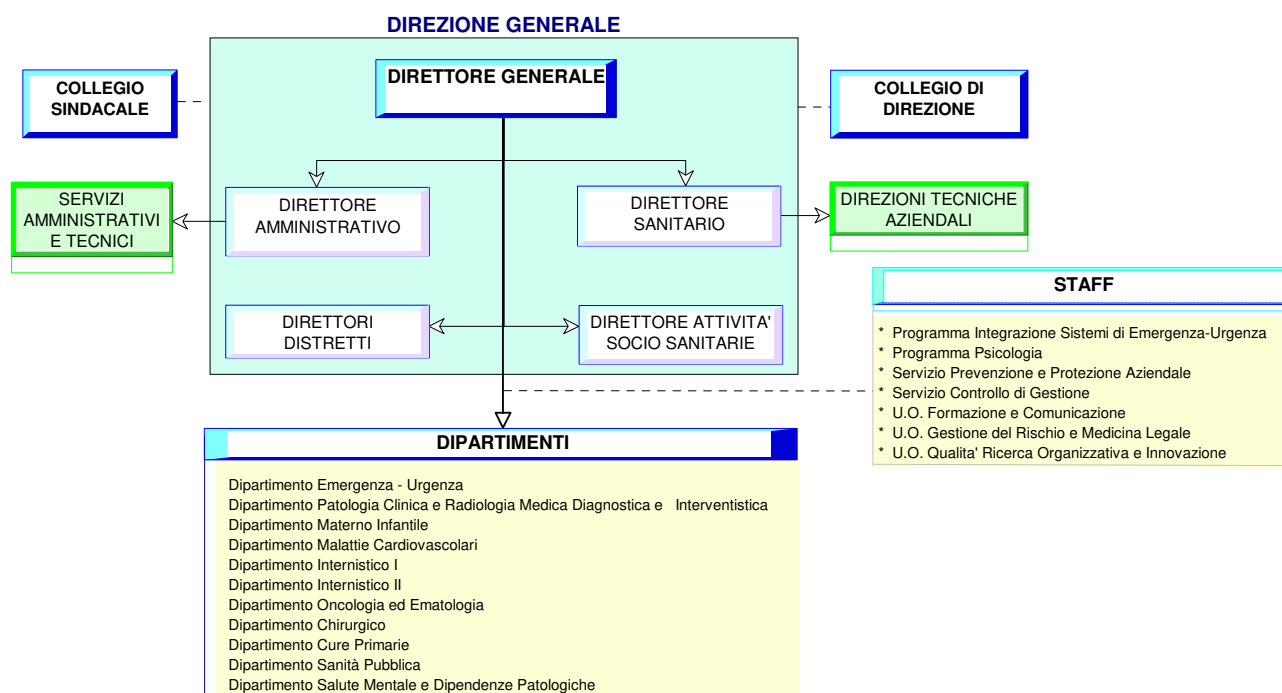 DIREZIONE GENERALE
DIRETTORE GENERALE
COLLEGIO
SINDACALE
COLLEGIO DI
DIREZIONE
SERVIZI
AMMINISTRATIVI
E TECNICI
DIRETTORE
AMMINISTRATIVO
DIRETTORE
SANITARIO
DIREZIONI TECNICHE
AZIENDALI
DIRETTORI
DISTRETTI
DIRETTORE ATTIVITA'
SOCIO SANITARIE
STAFF
* Programma Integrazione Sistemi di Emergenza-Urgenza
* Programma Psicologia
* Servizio Prevenzione e Protezione Aziendale
* Servizio Controllo di Gestione
* U.O. Formazione e Comunicazione
* U.O. Gestione del Rischio e Medicina Legale
* U.O. Qualita' Ricerca Organizzativa e Innovazione
DIPARTIMENTI
Dipartimento Emergenza - Urgenza
Dipartimento Patologia Clinica e Radiologia Medica Diagnostica e Interventistica
Dipartimento Materno Infantile
Dipartimento Malattie Cardiovascolari
Dipartimento Internistico I
Dipartimento Internistico II
Dipartimento Oncologia ed Ematologia
Dipartimento Chirurgico
Dipartimento Cure Primarie
Dipartimento Sanità Pubblica
Dipartimento Salute Mentale e Dipendenze Patologiche